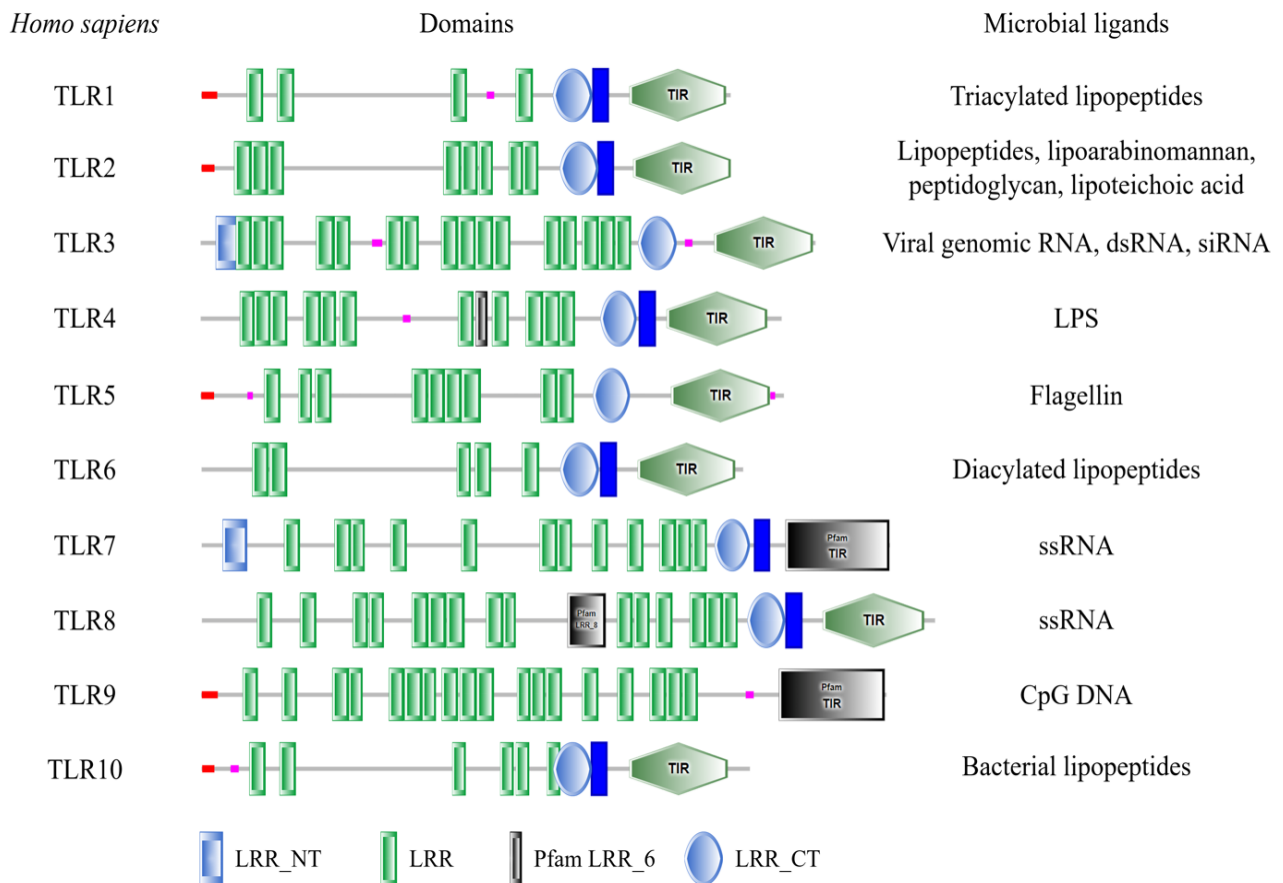 Homo sapiens Domains Microbial ligands
TLR1 TIR Triacylated lipopeptides
TLR2 TIR Lipopeptides, lipoarabinomannan,
peptidoglycan, lipoteichoic acid
TLR3 TIR Viral genomic RNA, dsRNA, siRNA
TLR4 TIR LPS
TLR5 TIR Flagellin
TLR6 TIR Diacylated lipopeptides
TLR7 Pfam TIR ssRNA
TLR8 Pfam LRR_8 TIR ssRNA
TLR9 Pfam TIR CpG DNA
TLR10 TIR Bacterial lipopeptides
LRR_NT LRR Pfam LRR_6 LRR_CT